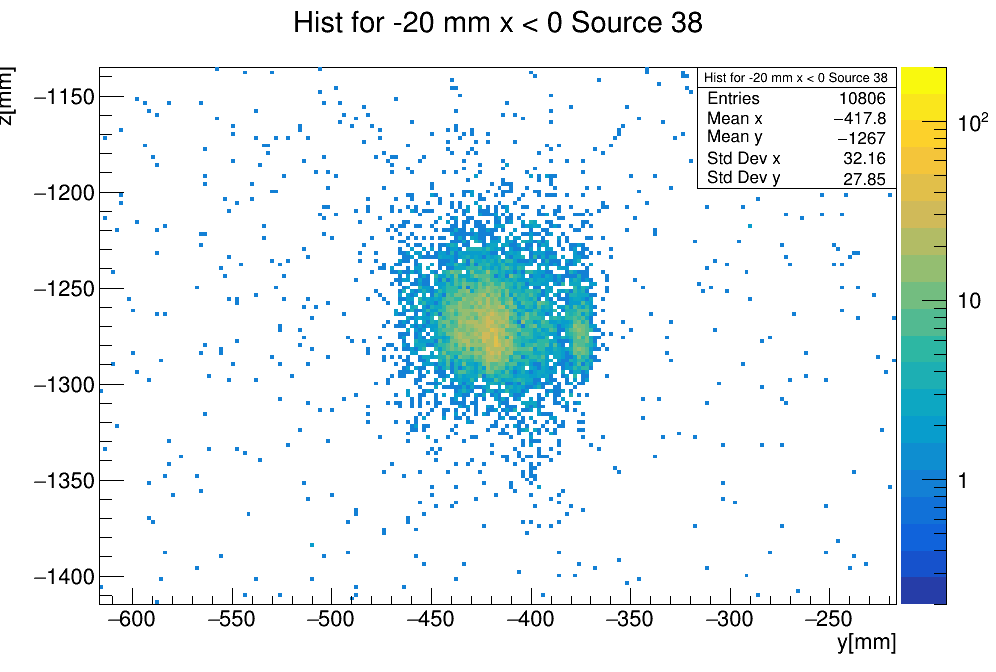 Hist for -20 mm x < 0 Source 38
z[mm]
Hist for -20 mm x < 0 Source 38
Entries 10806
Mean x −417.8
Mean y −1267
Std Dev x 32.16
Std Dev y 27.85
−1150
−1200
−1250
−1300
−1350
−1400
10²
10
1
−600 −550 −500 −450 −400 −350 −300 −250
y[mm]